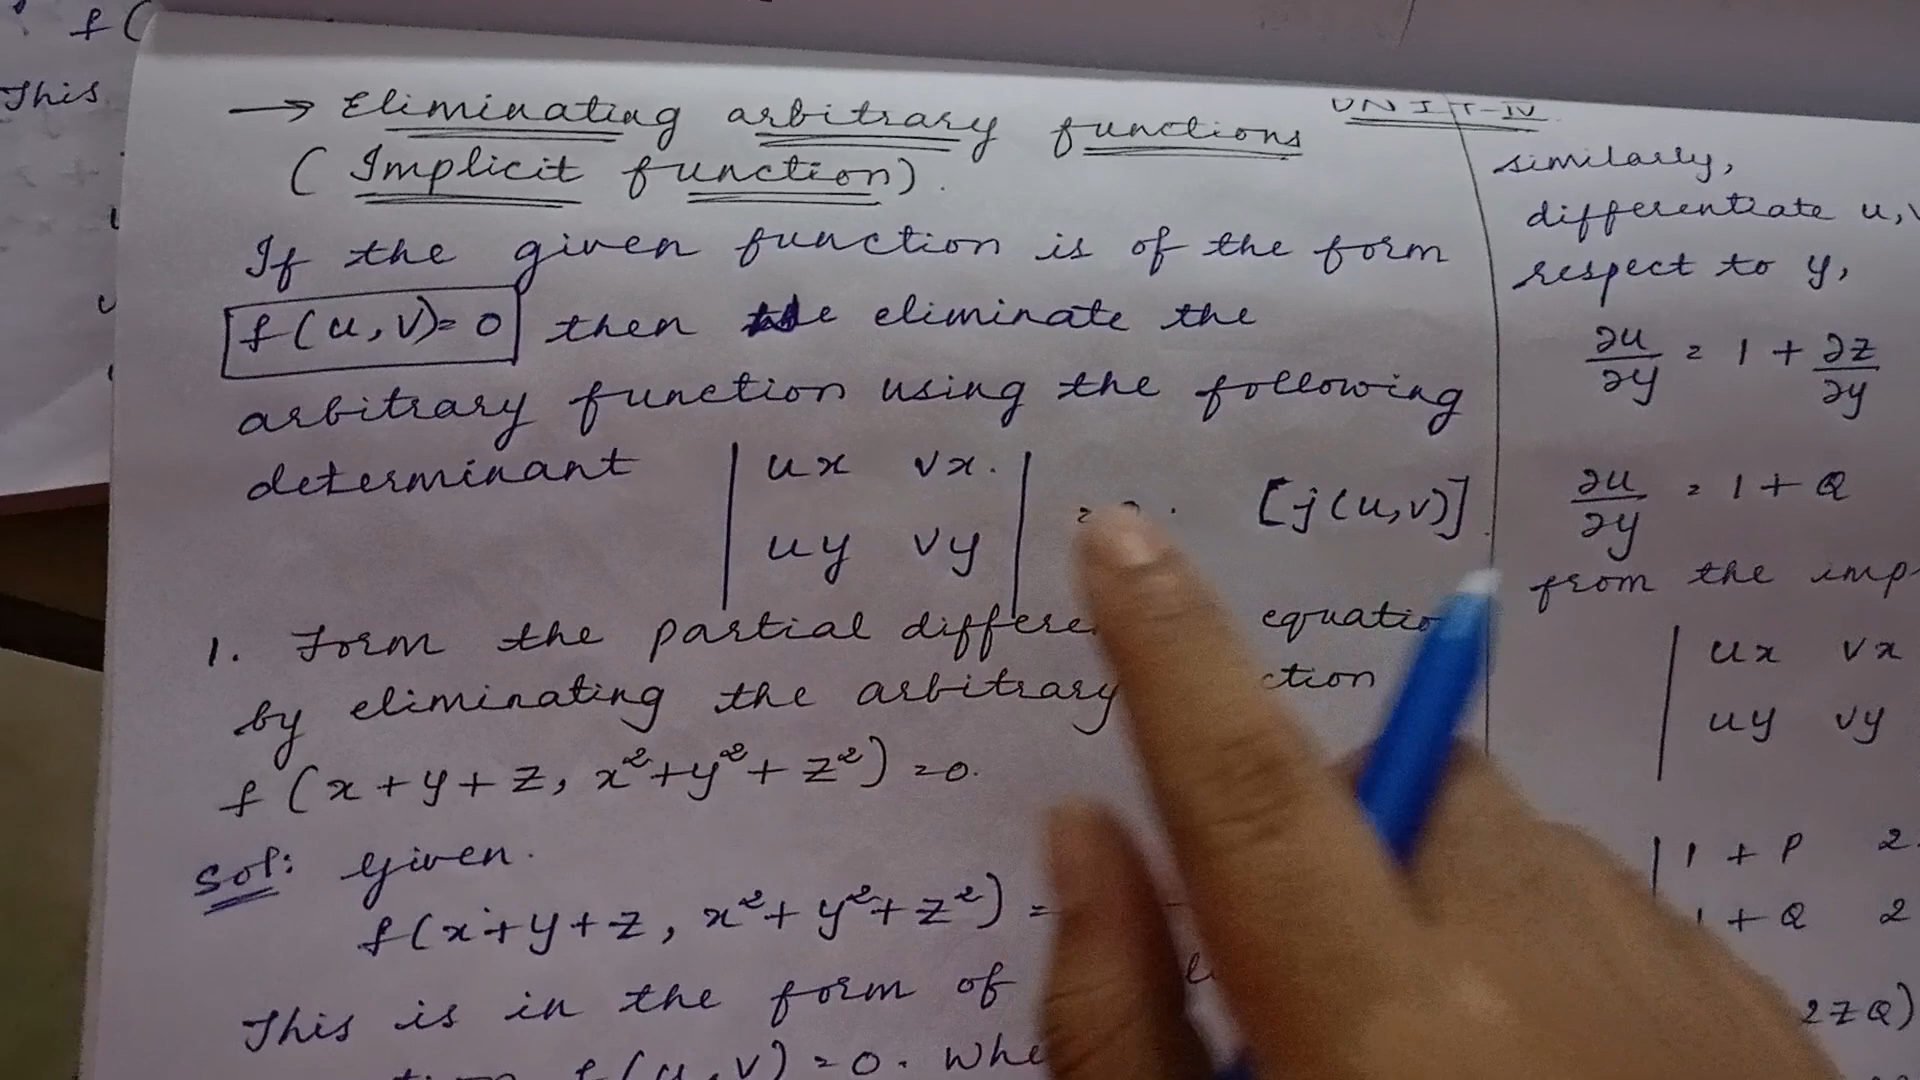 f(
This
→ Eliminating arbitrary functions
(Implicit function).
If the given function is of the form
f(u,v)=0 then eliminate the
arbitrary function using the following
determinant | ux vx. | = [j(u,v)]
| uy vy |
1. Form the partial equation
by eliminating the arbitrary
f(x+y+z, x²+y²+z²)=0.
Sol: Given.
f(x+y+z, x²+y²+z²) =
This is in the form of
f(u,v)=0.
UNIT-IV
similarly,
differentiate u,
respect to y,
∂u/∂y = 1 + ∂z/∂y
∂u/∂y = 1 + Q
from the
| ux vx
| uy vy
| 1 + P 2
1 + Q 2
2zQ)